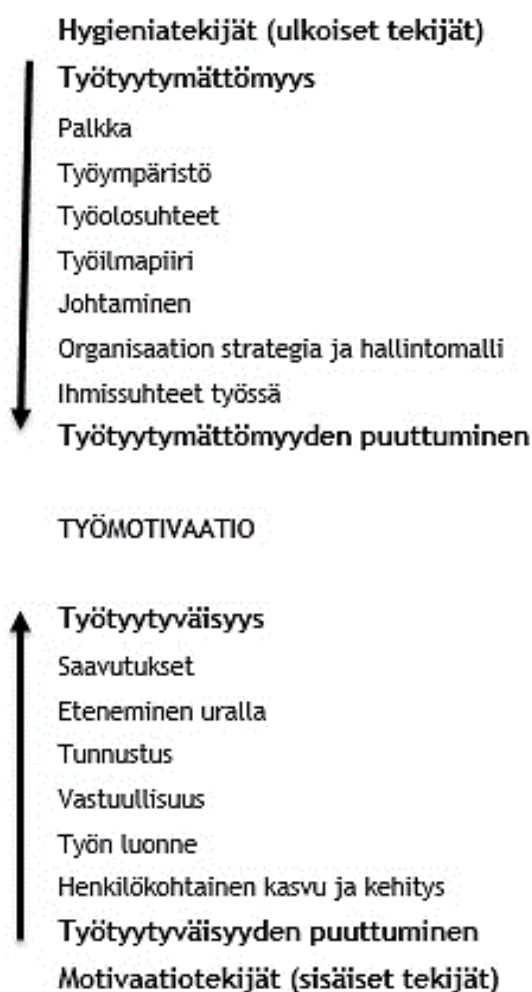 Hygieniatekijät (ulkoiset tekijät)
Työtyytymättömyys
Palkka
Työympäristö
Työolosuhteet
Työilmapiiri
Johtaminen
Organisaation strategia ja hallintomalli
Ihmissuhteet työssä
Työtyytymättömyyden puuttuminen
TYÖMOTIVAATIO
Työtyytyväisyys
Saavutukset
Eteneminen uralla
Tunnustus
Vastuullisuus
Työn luonne
Henkilökohtainen kasvu ja kehitys
Työtyytyväisyyden puuttuminen
Motivaatiotekijät (sisäiset tekijät)